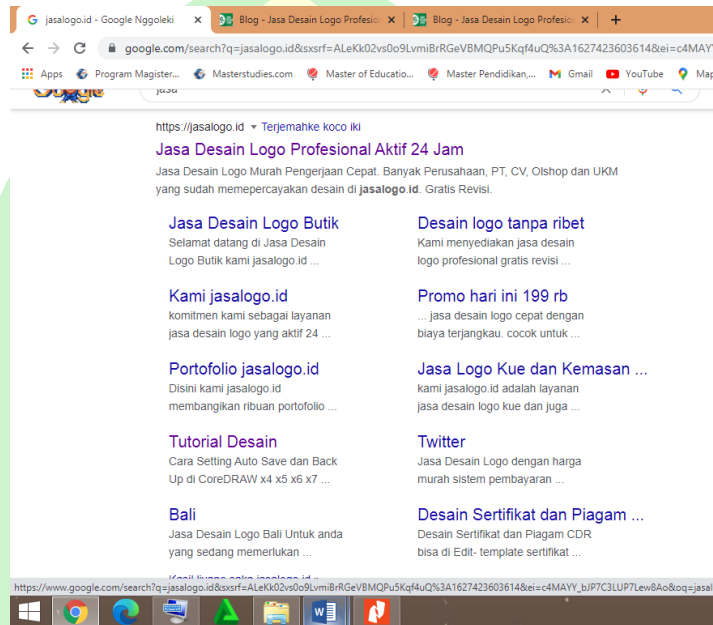 jasalogo.id - Google Nggoleki
Blog - Jasa Desain Logo Profesio
Blog - Jasa Desain Logo Profesio
google.com/search?q=jasalogo.id&sxsrf=ALeKk02vs0o9LvmiBrRGeVBMQPu5Kqf4uQ%3A1627423603614&ei=c4MAY
Apps
Program Magister...
Masterstudies.com
Master of Educatio...
Master Pendidikan,...
Gmail
YouTube
Map
jasa
https://jasalogo.id Terjemahke koco iki
Jasa Desain Logo Profesional Aktif 24 Jam
Jasa Desain Logo Murah Pengerjaan Cepat. Banyak Perusahaan, PT, CV, Olshop dan UKM
yang sudah memepercayakan desain di jasalogo.id. Gratis Revisi.
Jasa Desain Logo Butik
Selamat datang di Jasa Desain
Logo Butik kami jasalogo.id ...
Desain logo tanpa ribet
Kami menyediakan jasa desain
logo profesional gratis revisi ...
Kami jasalogo.id
komitmen kami sebagai layanan
jasa desain logo yang aktif 24 ...
Promo hari ini 199 rb
... jasa desain logo cepat dengan
biaya terjangkau. cocok untuk ...
Portofolio jasalogo.id
Disini kami jasalogo.id
membangikan ribuan portofolio ...
Jasa Logo Kue dan Kemasan ...
kami jasalogo.id adalah layanan
jasa desain logo kue dan juga ...
Tutorial Desain
Cara Setting Auto Save dan Back
Up di CoreDRAW x4 x5 x6 x7 ...
Twitter
Jasa Desain Logo dengan harga
murah sistem pembayaran ...
Bali
Jasa Desain Logo Bali Untuk anda
yang sedang memerlukan ...
Desain Sertifikat dan Piagam ...
Desain Sertifikat dan Piagam CDR
bisa di Edit- template sertifikat ...
https://www.google.com/search?q=jasalogo.id&sxsrf=ALeKk02vs0o9LvmiBrRGeVBMQPu5Kqf4uQ%3A1627423603614&ei=c4MAYY_bJP7C3LUP7Lew8Ao&oq=jasal